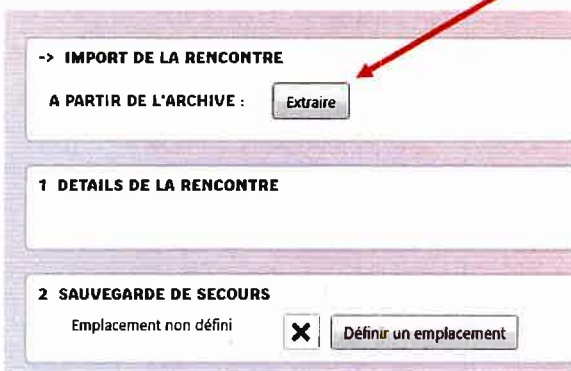 -> IMPORT DE LA RENCONTRE
A PARTIR DE L'ARCHIVE : Extraire
1 DETAILS DE LA RENCONTRE
2 SAUVEGARDE DE SECOURS
Emplacement non défini X Définir un emplacement